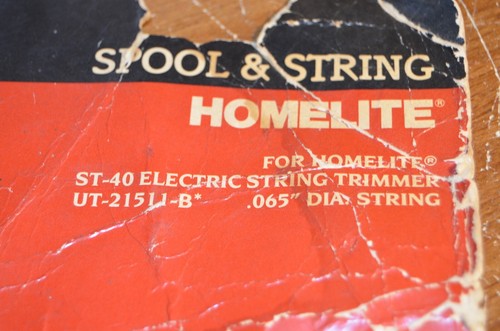 SPOOL & STRING
HOMELITE®
FOR HOMELITE®
ST-40 ELECTRIC STRING TRIMMER
UT-21511-B* .065" DIA. STRING